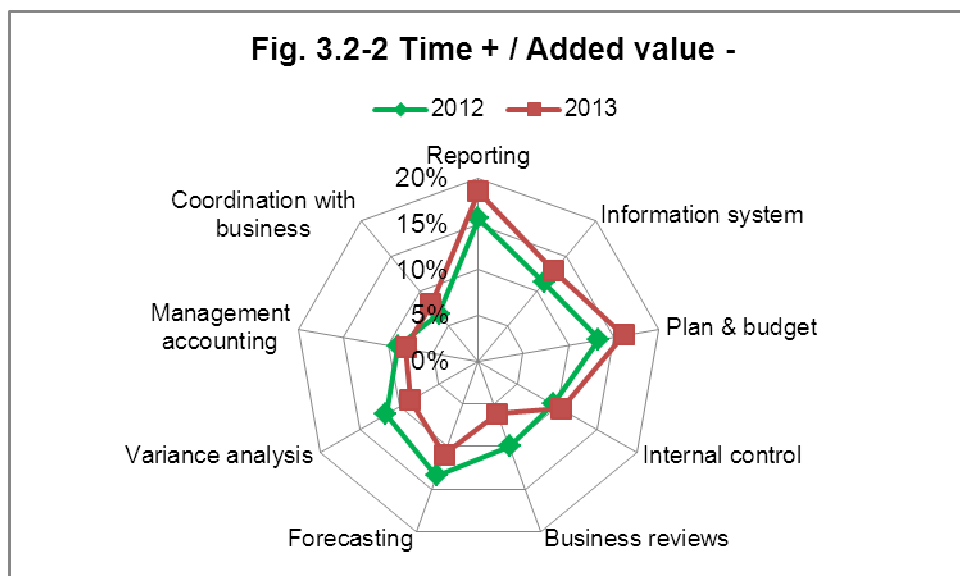 Fig. 3.2-2 Time + / Added value -
2012
2013
Reporting
20%
15%
10%
5%
0%
Information system
Plan & budget
Internal control
Business reviews
Forecasting
Variance analysis
Management
accounting
Coordination with
business